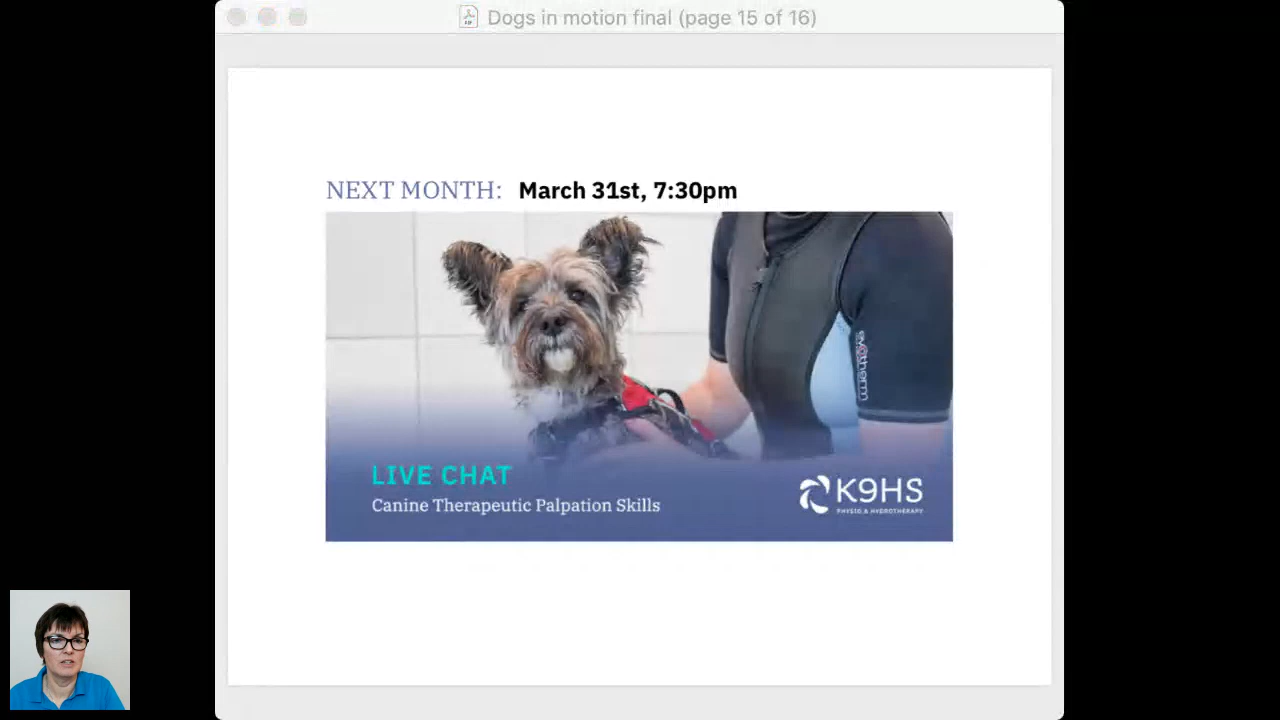 Dogs in motion final (page 15 of 16)
NEXT MONTH: March 31st, 7:30pm
evotherm
LIVE CHAT
Canine Therapeutic Palpation Skills
K9HS
PHYSIO & HYDROTHERAPY